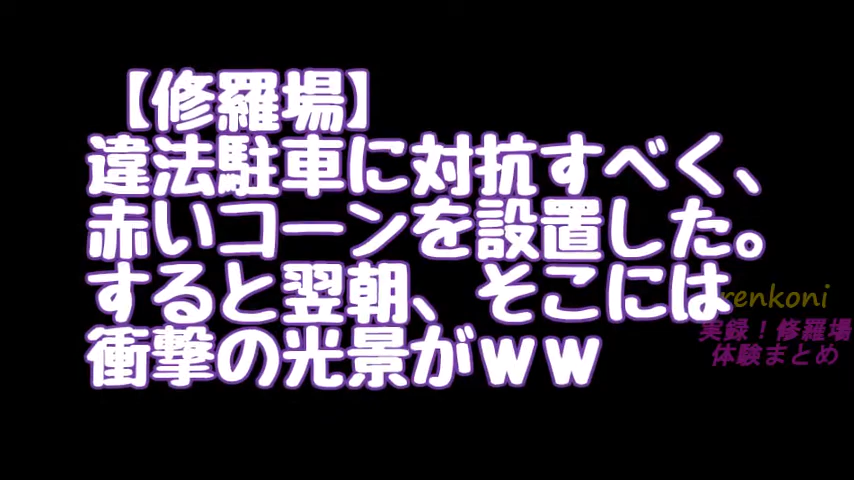 【修羅場】
違法駐車に対抗すべく、
赤いコーンを設置した。
すると翌朝、そこには
衝撃の光景がｗｗ
renkoni
実録！修羅場
体験まとめ